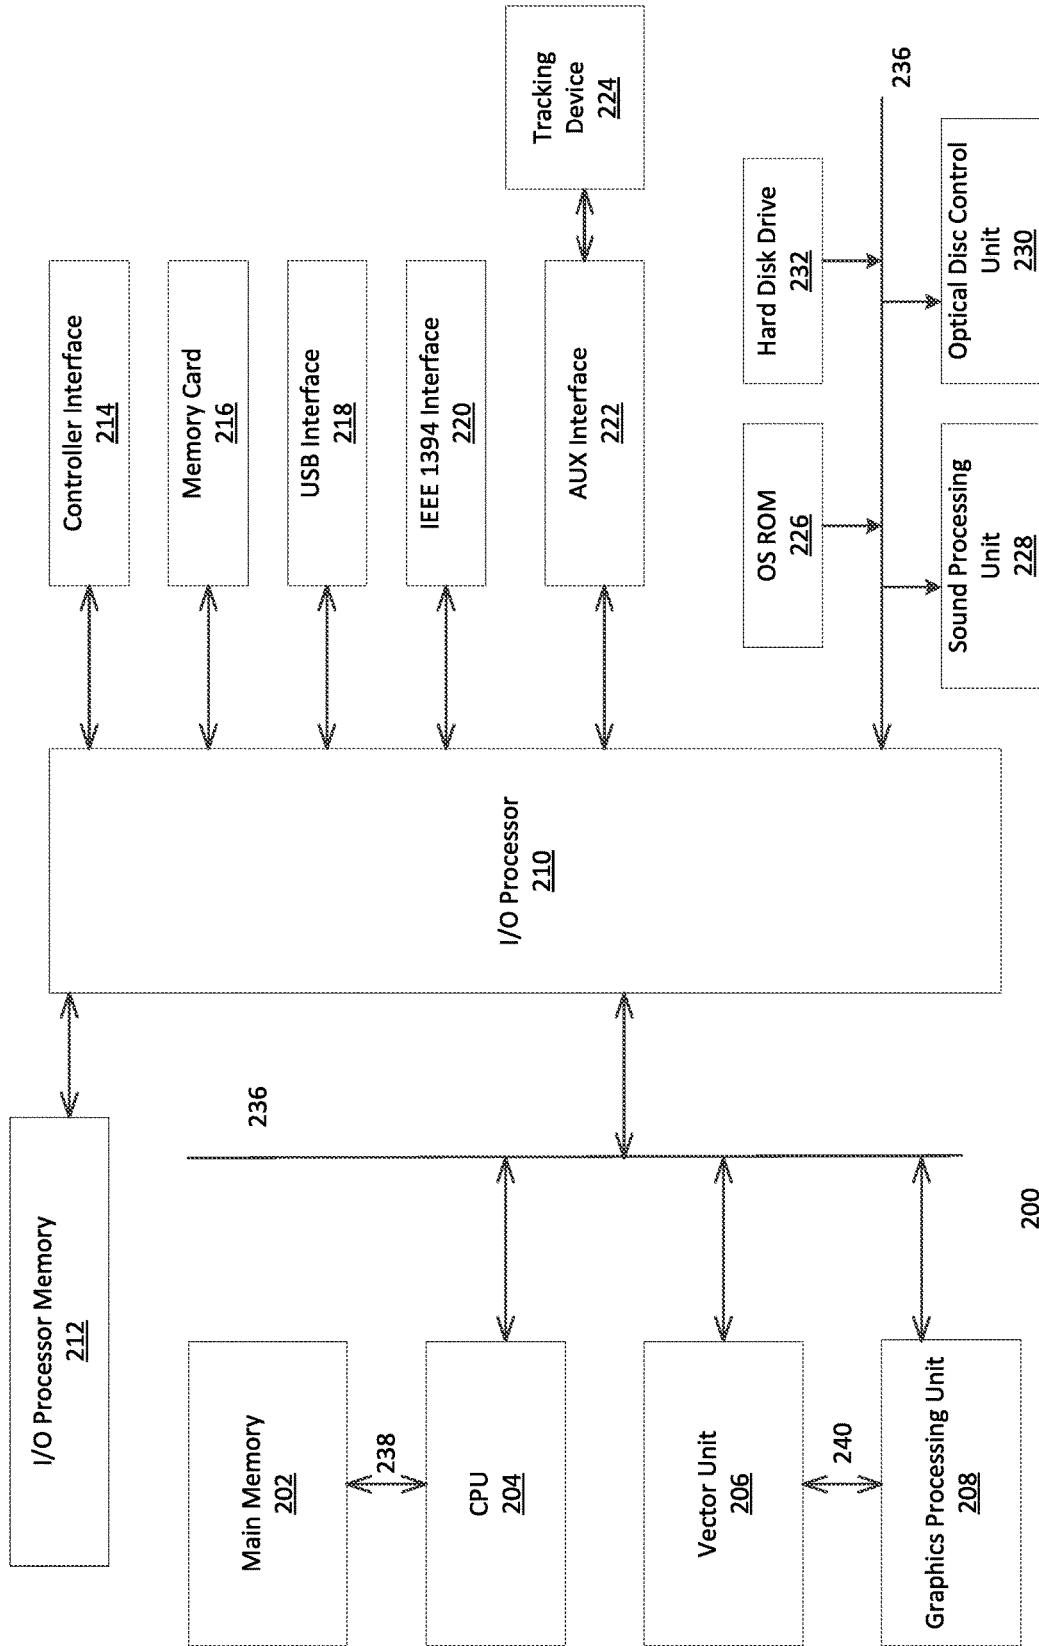 I/O Processor Memory
212
Main Memory
202
238
CPU
204
Vector Unit
206
240
Graphics Processing Unit
208
236
200
I/O Processor
210
Controller Interface
214
Memory Card
216
USB Interface
218
IEEE 1394 Interface
220
AUX Interface
222
Tracking
Device
224
OS ROM
226
Hard Disk Drive
232
236
Sound Processing
Unit
228
Optical Disc Control
Unit
230